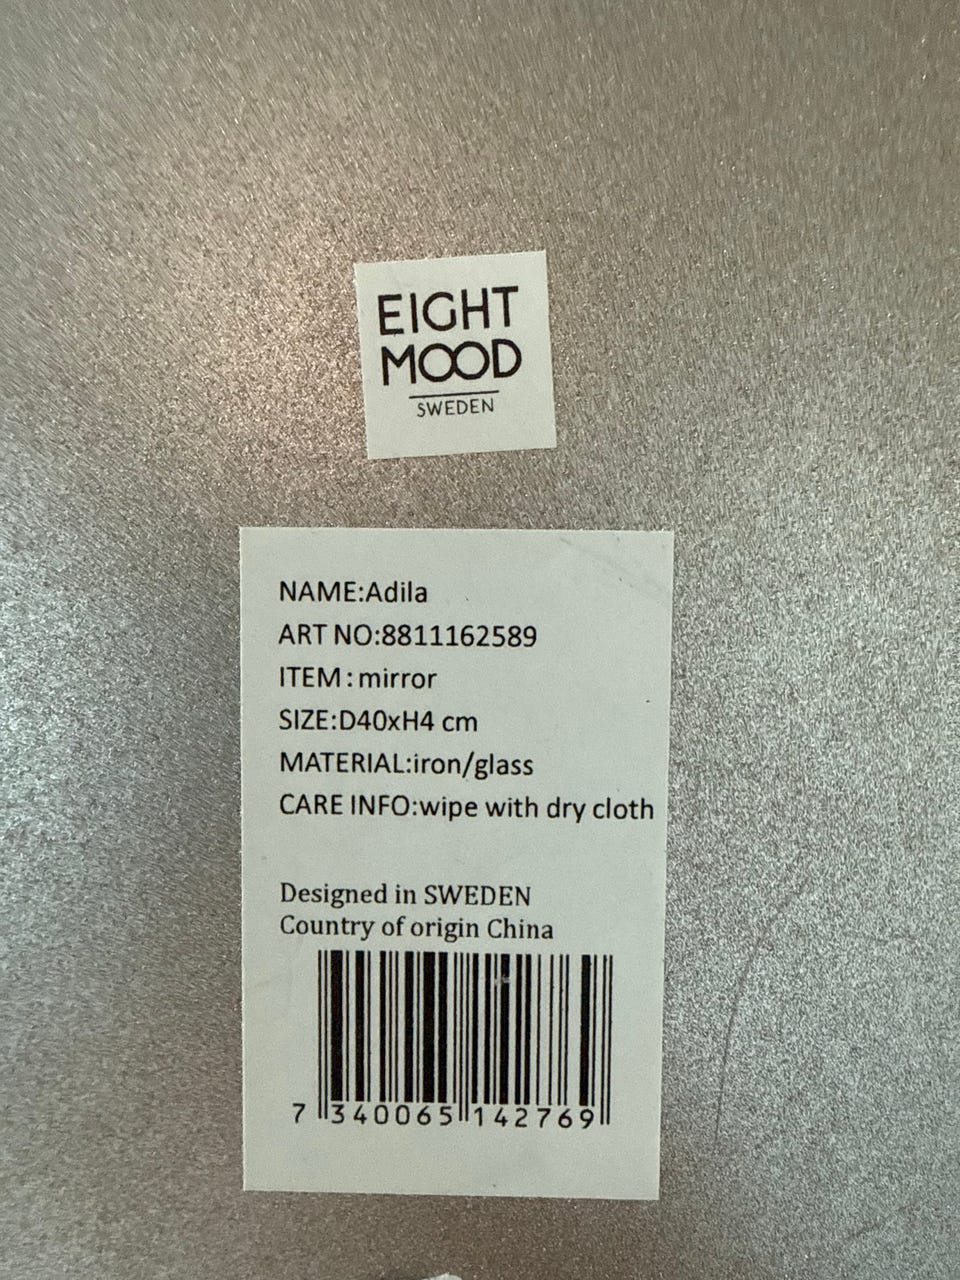 EIGHT
MOOD
SWEDEN
NAME:Adila
ART NO:8811162589
ITEM:mirror
SIZE:D40xH4 cm
MATERIAL:iron/glass
CARE INFO:wipe with dry cloth
Designed in SWEDEN
Country of origin China
7 340065 142769